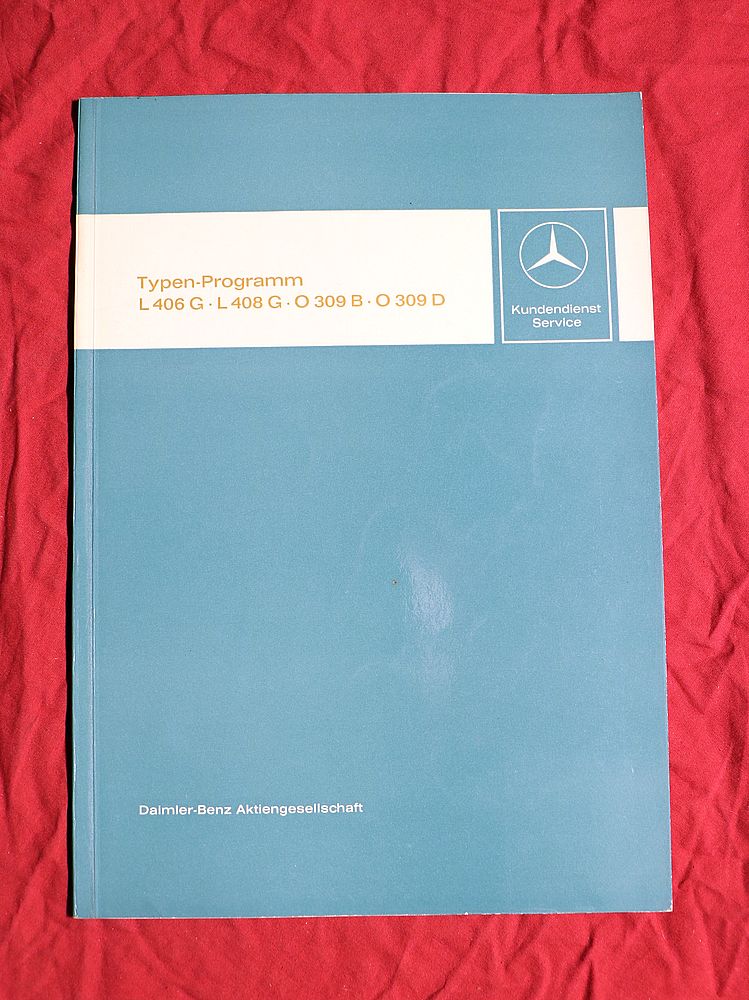 Typen-Programm
L 406 G · L 408 G · O 309 B · O 309 D
Kundendienst
Service
Daimler-Benz Aktiengesellschaft